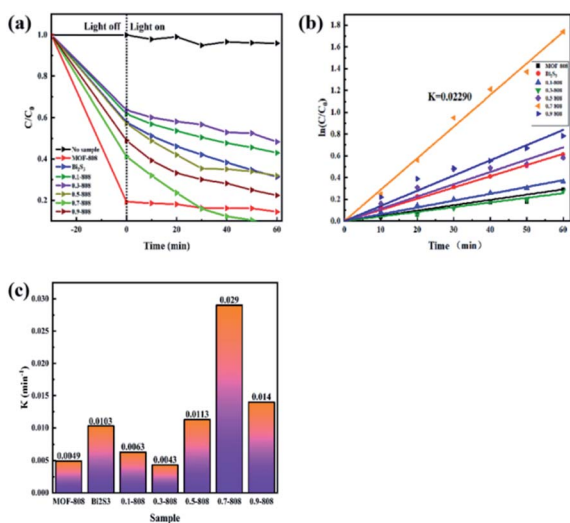 (a)
Light off
Light on
1.0
0.8
0.6
0.4
0.2
C/C₀
No sample
MOF-808
Bi₂S₃
0.1-808
0.3-808
0.5-808
0.7-808
0.9-808
-20
0
20
40
60
Time (min)
(b)
1.8
1.6
1.4
1.2
1.0
0.8
0.6
0.4
0.2
0.0
ln(C/C₀)
K=0.02290
MOF-808
Bi₂S₃
0.1-808
0.3-808
0.5-808
0.7-808
0.9-808
0
10
20
30
40
50
60
Time (min)
(c)
0.030
0.025
0.020
0.015
0.010
0.005
0.000
K (min⁻¹)
0.0049
0.0103
0.0063
0.0043
0.0113
0.029
0.014
MOF-808
Bi2S3
0.1-808
0.3-808
0.5-808
0.7-808
0.9-808
Sample